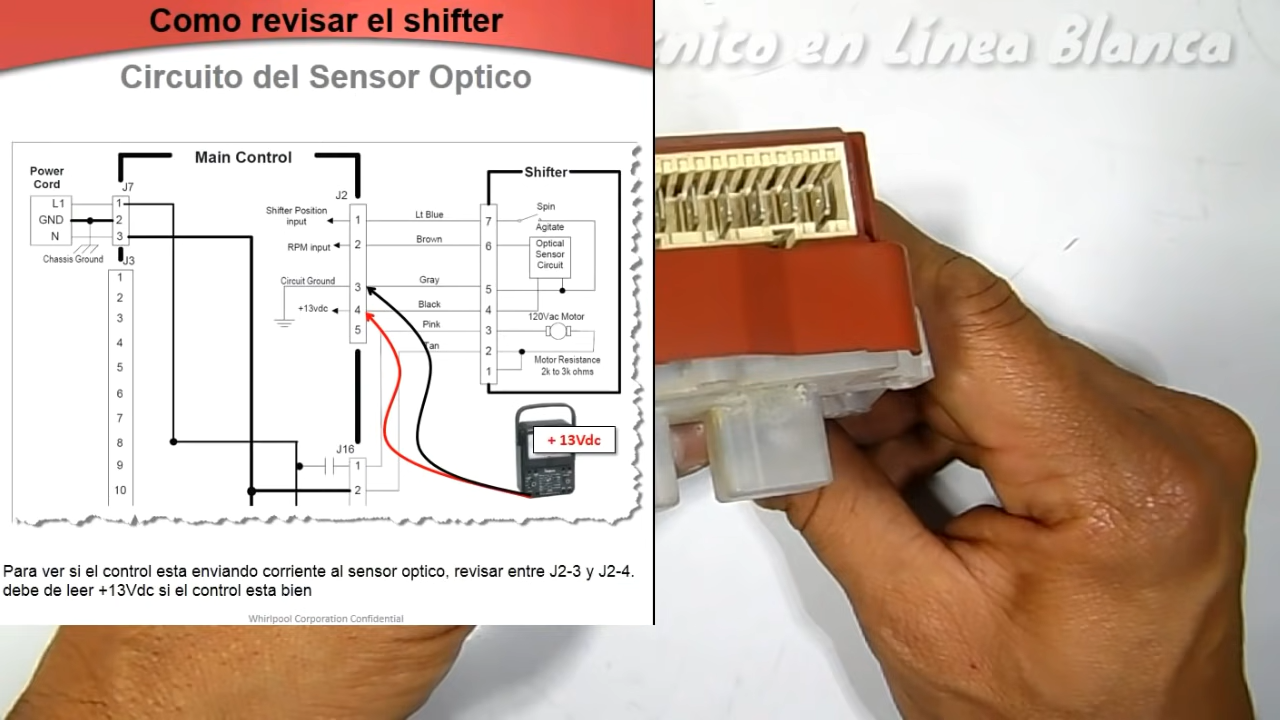 Como revisar el shifter
Circuito del Sensor Optico
en Línea Blanca
Main Control
Power
Cord
J7
L1
GND
N
1
2
3
Chassis Ground
J3
1
2
3
4
5
6
7
8
9
10
J2
Shifter Position
input
1
RPM input
2
Circuit Ground
3
+13vdc
4
5
Lt Blue
Brown
Gray
Black
Pink
Tan
Shifter
7
6
5
4
3
2
1
Spin
Agitate
Optical
Sensor
Circuit
120Vac Motor
Motor Resistance
2k to 3k ohms
+ 13Vdc
J16
1
2
Para ver si el control esta enviando corriente al sensor optico, revisar entre J2-3 y J2-4.
debe de leer +13Vdc si el control esta bien
Whirlpool Corporation Confidential